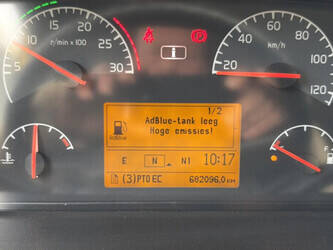 5
10
15
20
25
30
r/min x 100
20
40
60
80
100
120
km/h
1/2
AdBlue-tank leeg
Hoge emissies!
AdBlue
E N N1 10:17
(3)PTO EC 682096.0 KM
F